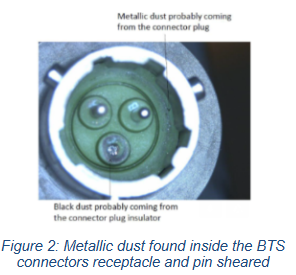 Metallic dust probably coming
from the connector plug
Black dust probably coming from
the connector plug insulator
Figure 2: Metallic dust found inside the BTS
connectors receptacle and pin sheared